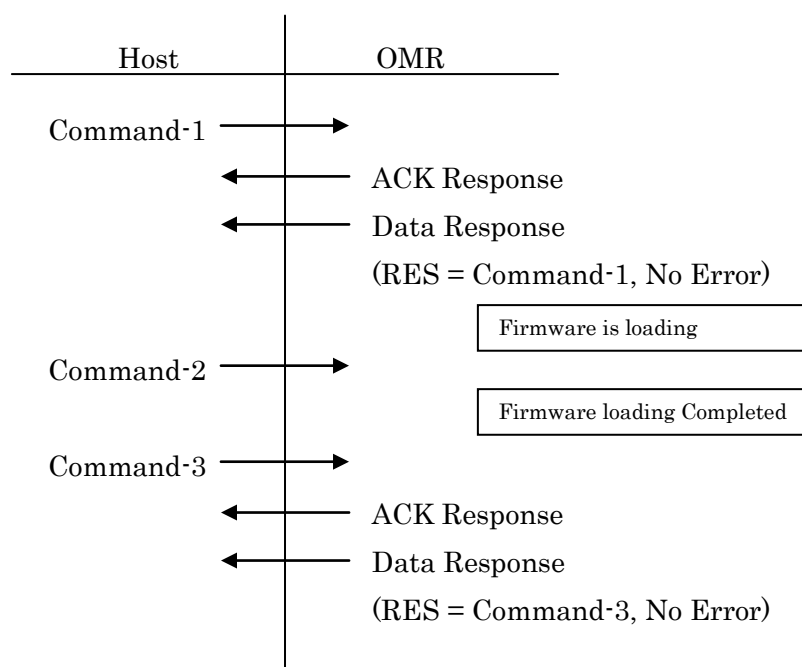 Host OMR
Command-1
ACK Response
Data Response
(RES = Command-1, No Error)
Firmware is loading
Command-2
Firmware loading Completed
Command-3
ACK Response
Data Response
(RES = Command-3, No Error)